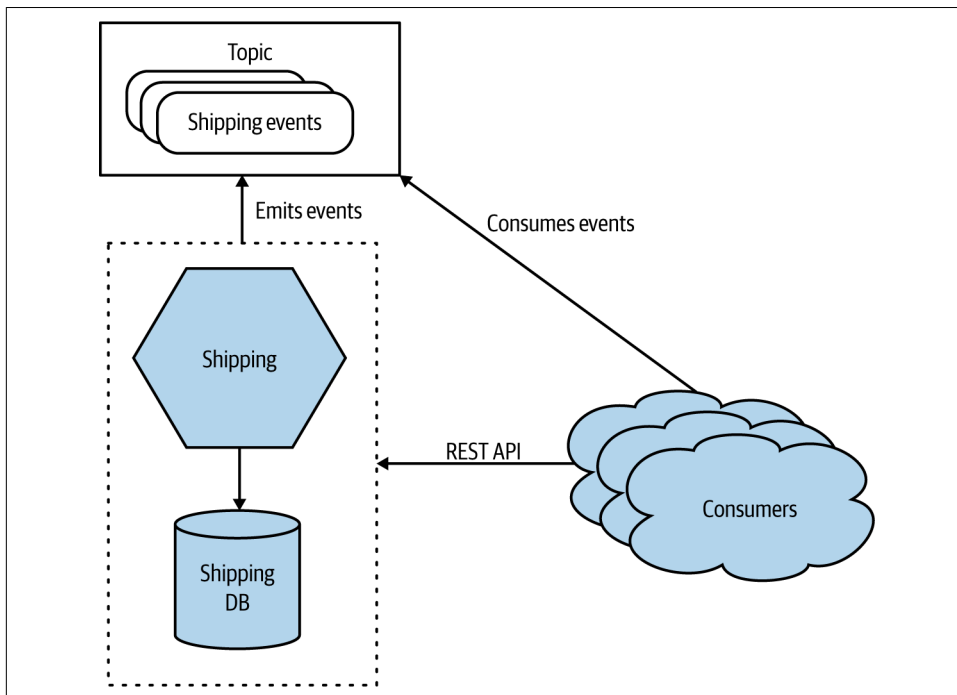 Topic
Shipping events
Emits events
Consumes events
Shipping
REST API
Consumers
Shipping
DB